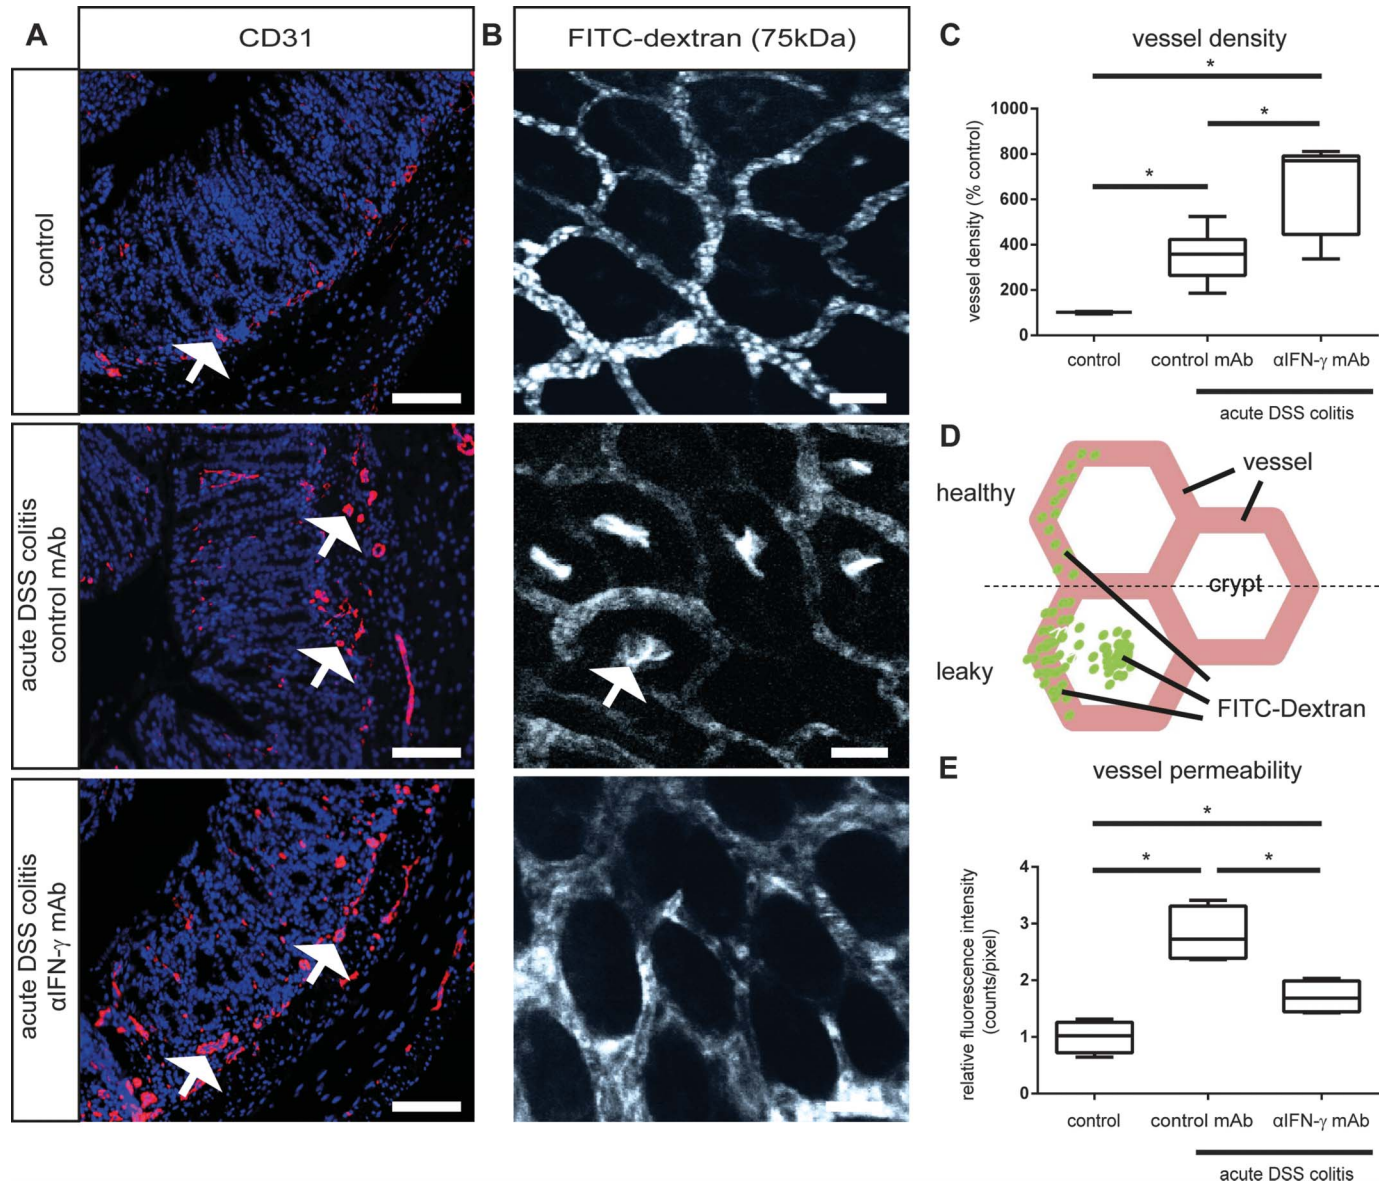 A
CD31
B
FITC-dextran (75kDa)
control
acute DSS colitis
control mAb
acute DSS colitis
αIFN-γ mAb
C
vessel density
*
*
*
vessel density (% control)
1000
800
600
400
200
0
control
control mAb
αIFN-γ mAb
acute DSS colitis
D
healthy
vessel
crypt
leaky
FITC-Dextran
E
vessel permeability
*
*
*
relative fluorescence intensity
(counts/pixel)
4
3
2
1
0
control
control mAb
αIFN-γ mAb
acute DSS colitis